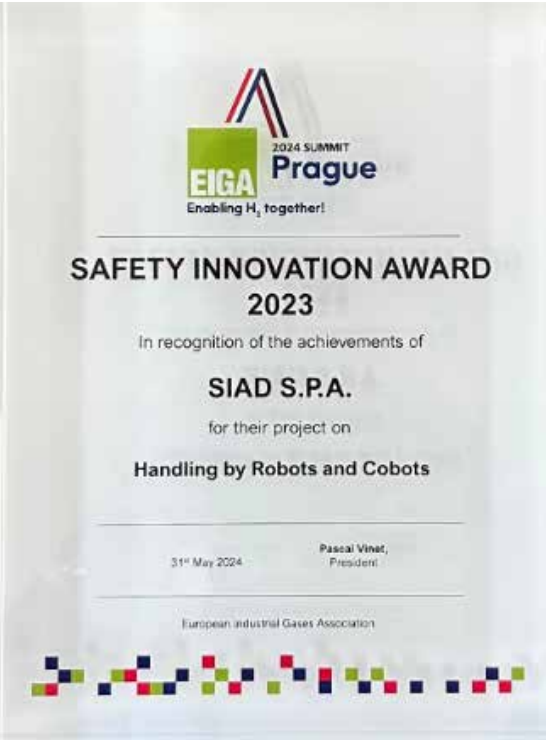 2024 SUMMIT
Prague
EIGA
Enabling H₂ together!
SAFETY INNOVATION AWARD
2023
In recognition of the achievements of
SIAD S.P.A.
for their project on
Handling by Robots and Cobots
Pascal Vinet,
31st May 2024
President
European Industrial Gases Association